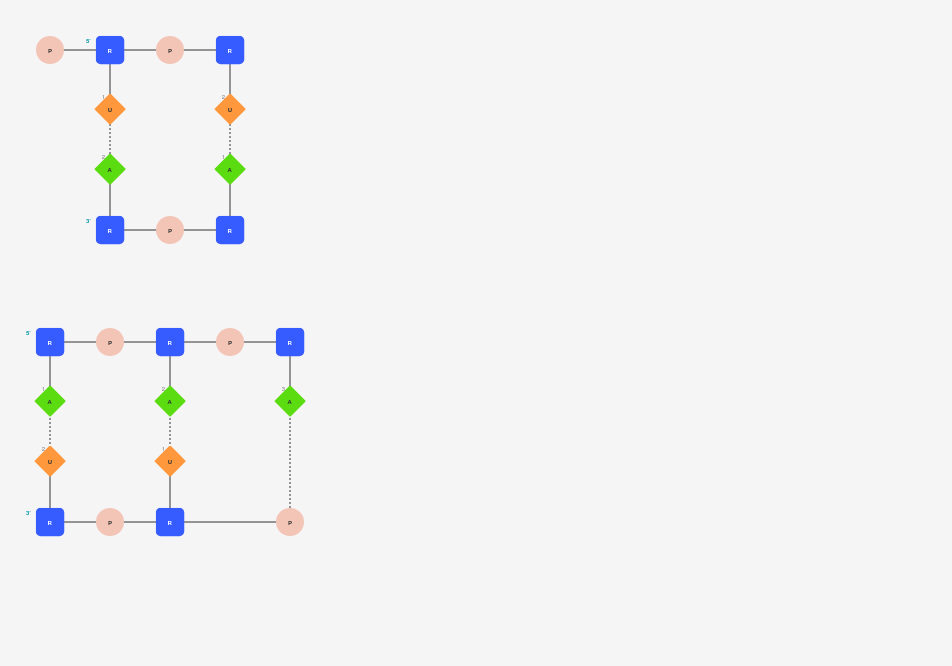 5'
P R P R
1 2
U U
2 1
A A
3'
R P R
5'
R P R P R
1 2 3
A A A
2 1
U U
3'
R P R P